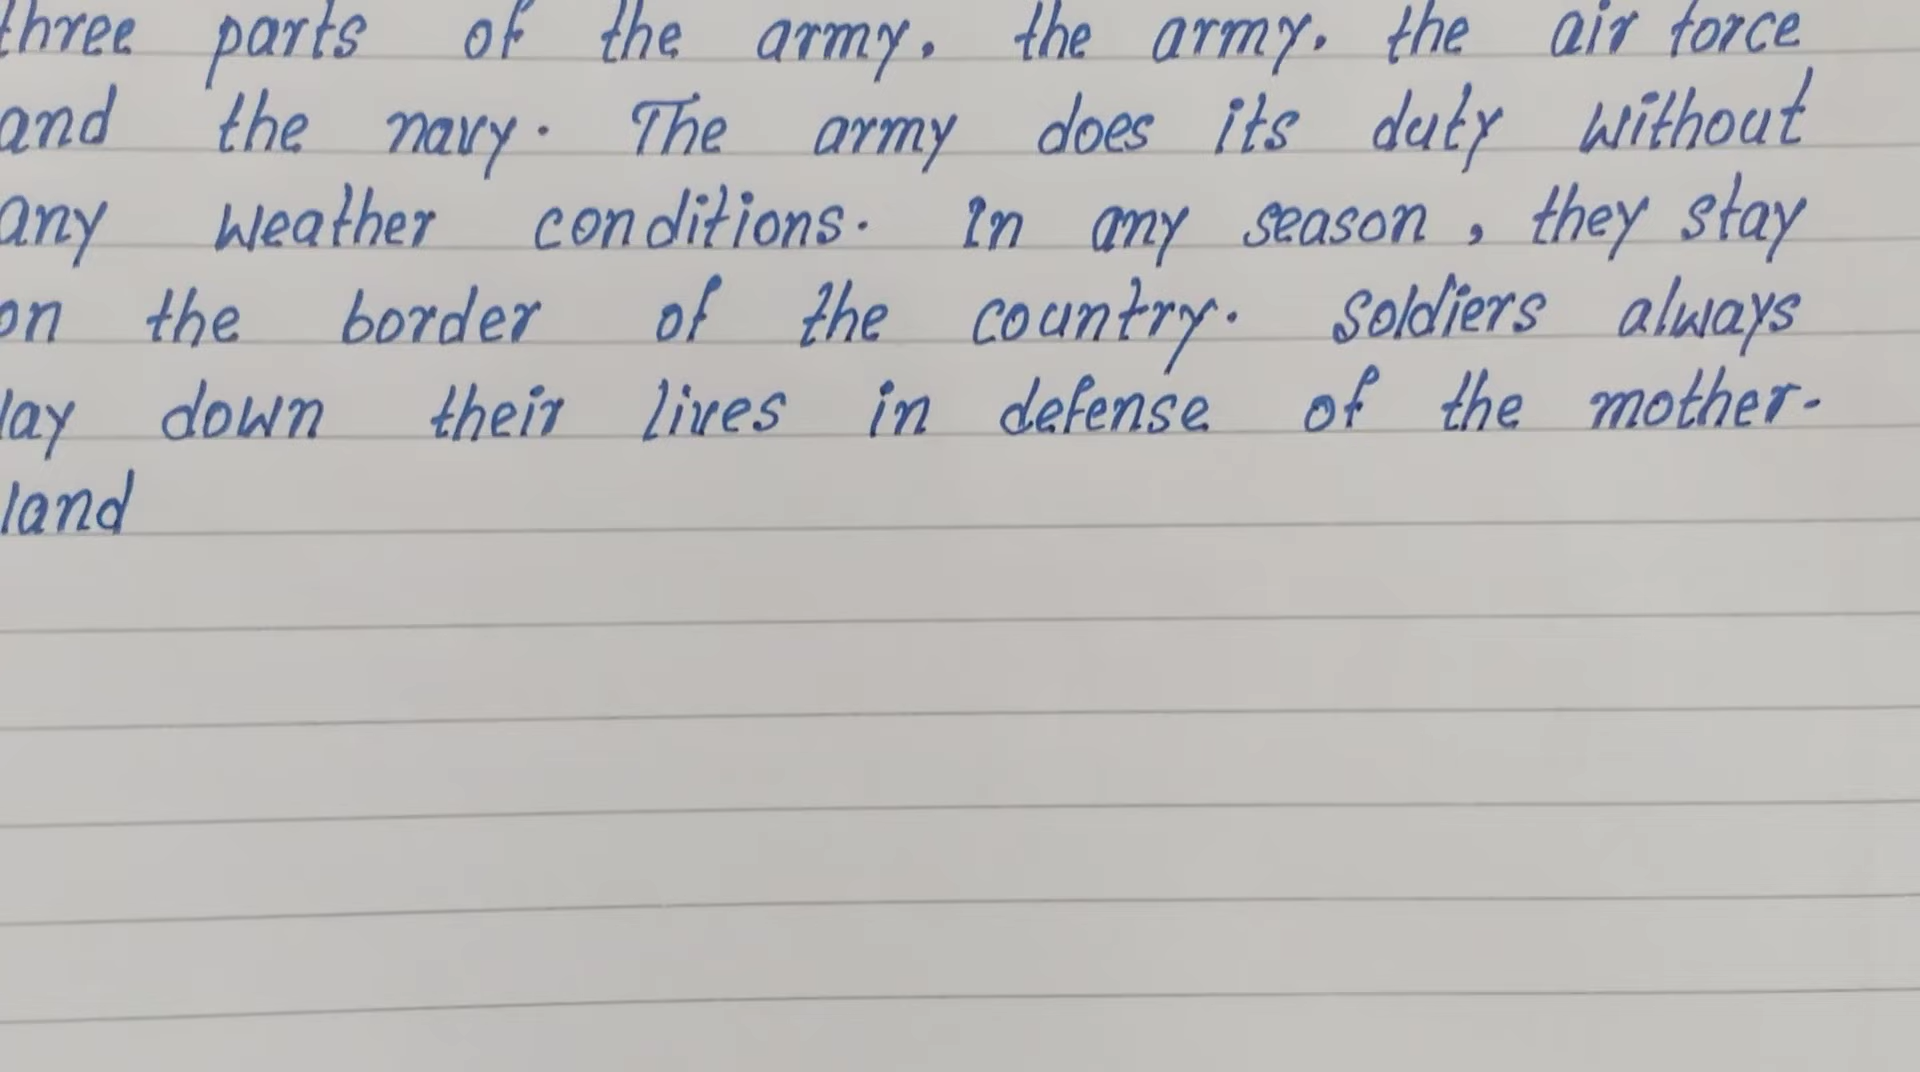 three parts of the army. the army. the air force
and the navy. The army does its duty without
any weather conditions. In any season, they stay
on the border of the country. Soldiers always
lay down their lives in defense of the mother-
land